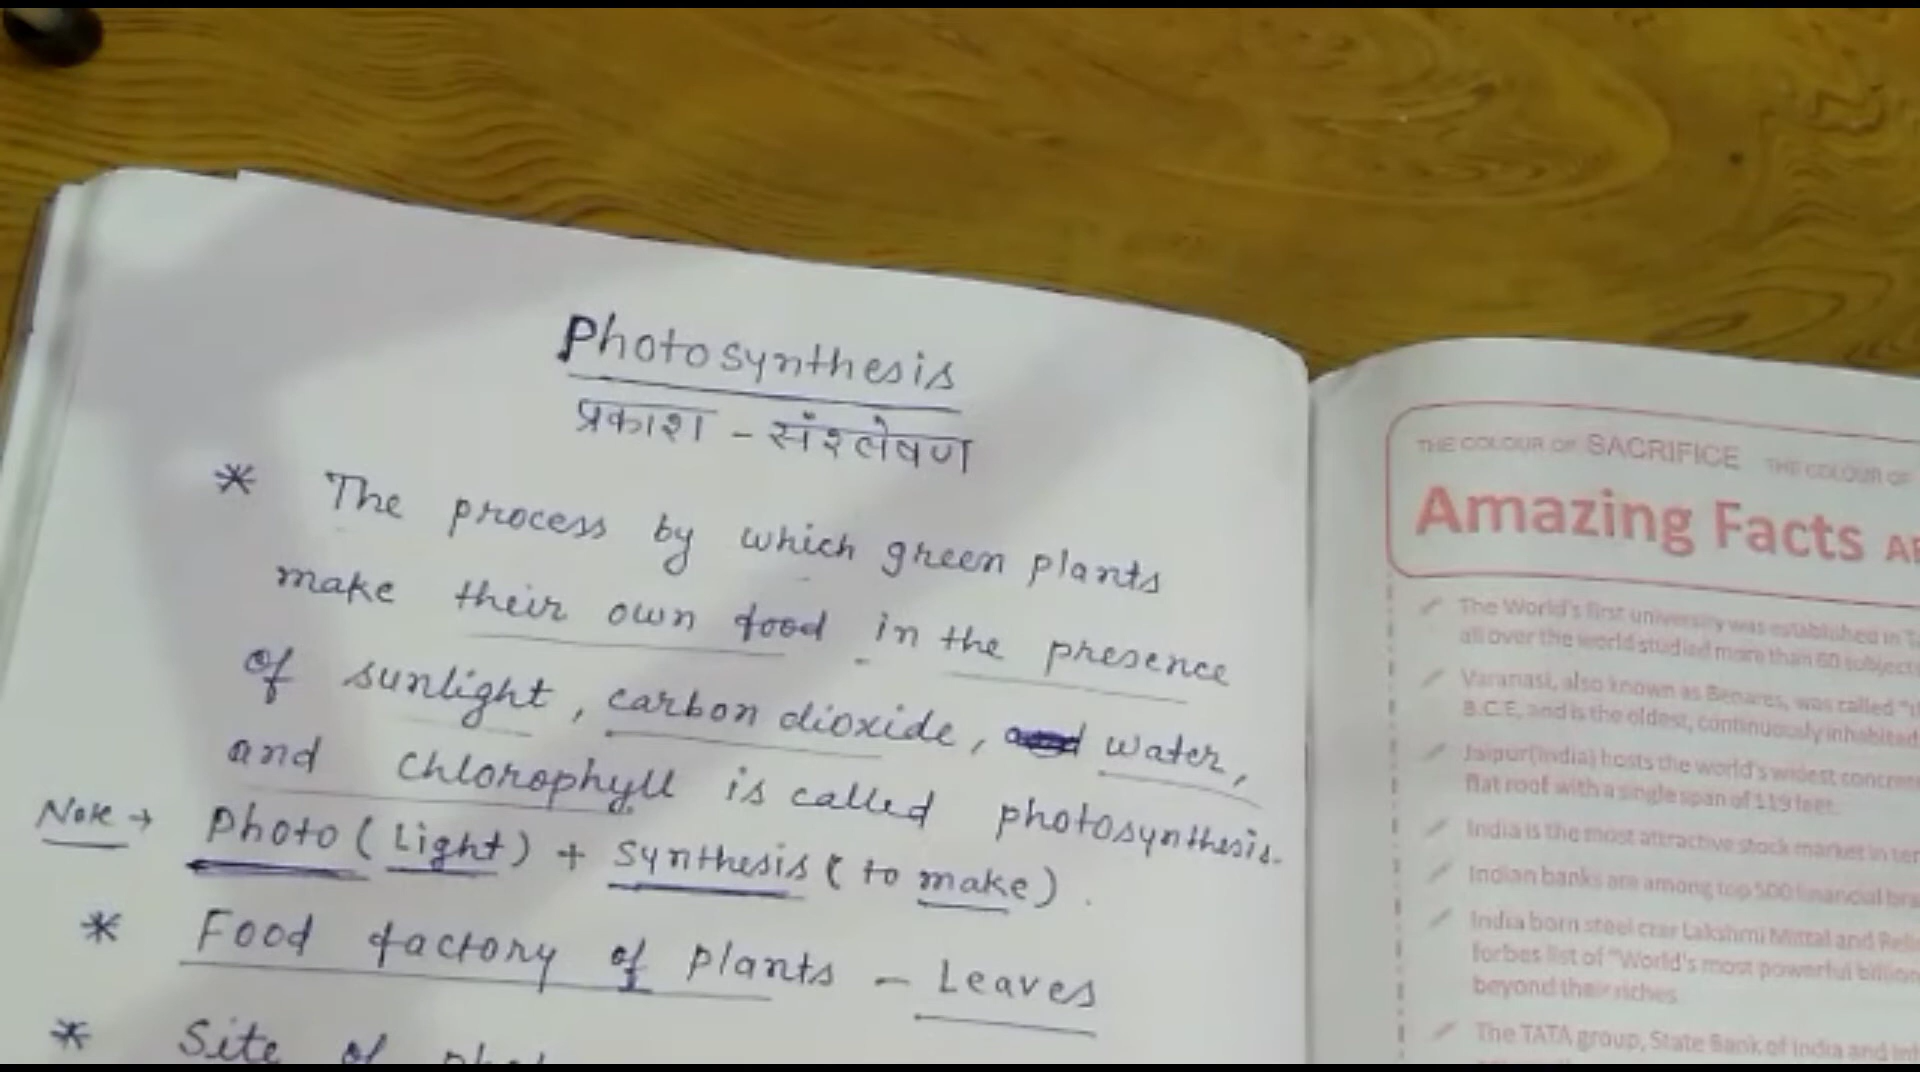 Photosynthesis
प्रकाश - संश्लेषण
* The process by which green plants
make their own food in the presence
of sunlight, carbon dioxide, water,
and chlorophyll is called photosynthesis.
Note → Photo (Light) + Synthesis (to make).
* Food factory of plants - Leaves
* Site of
THE COLOUR OF SACRIFICE THE COLOUR OF
Amazing Facts
The World's first university was established in
all over the world studied more than 60 subjects
Varanasi, also known as Benares, was called
B.C.E, and is the oldest, continuously inhabited
Jaipur(India) hosts the world's widest concrete
flat roof with a single span of 119 feet.
India is the most attractive stock market in
Indian banks are among top 500 financial
India born steel czar Lakshmi Mittal and
forbes list of "World's most powerful
beyond their riches
The TATA group, State Bank of India and